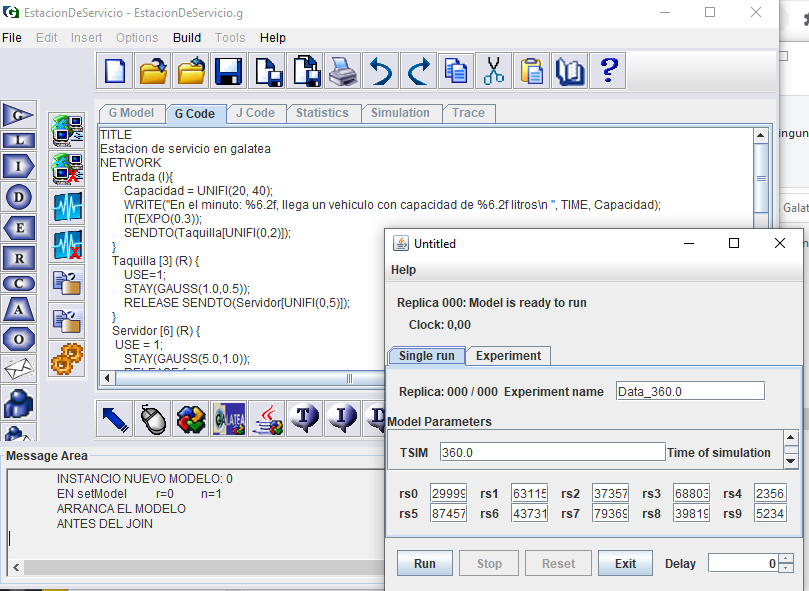 EstacionDeServicio - EstacionDeServicio.g
File Edit Insert Options Build Tools Help
G Model G Code J Code Statistics Simulation Trace
G
L
I
D
E
R
C
A
O
TITLE
Estacion de servicio en galatea
NETWORK
Entrada (I){
Capacidad = UNIFI(20, 40);
WRITE("En el minuto: %6.2f, llega un vehiculo con capacidad de %6.2f litros\n ", TIME, Capacidad);
IT(EXPO(0.3));
SENDTO(Taquilla[UNIFI(0,2)]);
}
Taquilla [3] (R) {
USE=1;
STAY(GAUSS(1.0,0.5));
RELEASE SENDTO(Servidor[UNIFI(0,5)]);
}
Servidor [6] (R) {
USE = 1;
STAY(GAUSS(5.0,1.0));
RELEASE {
GALATEA
T
I
D
Message Area
INSTANCIO NUEVO MODELO: 0
EN setModel r=0 n=1
ARRANCA EL MODELO
ANTES DEL JOIN
Untitled
Help
Replica 000: Model is ready to run
Clock: 0,00
Single run Experiment
Replica: 000 / 000 Experiment name Data_360.0
Model Parameters
TSIM 360.0 Time of simulation
rs0 29999 rs1 63115 rs2 37357 rs3 68803 rs4 2356
rs5 87457 rs6 43731 rs7 79369 rs8 39819 rs9 5234
Run Stop Reset Exit Delay 0
ingun
Galat